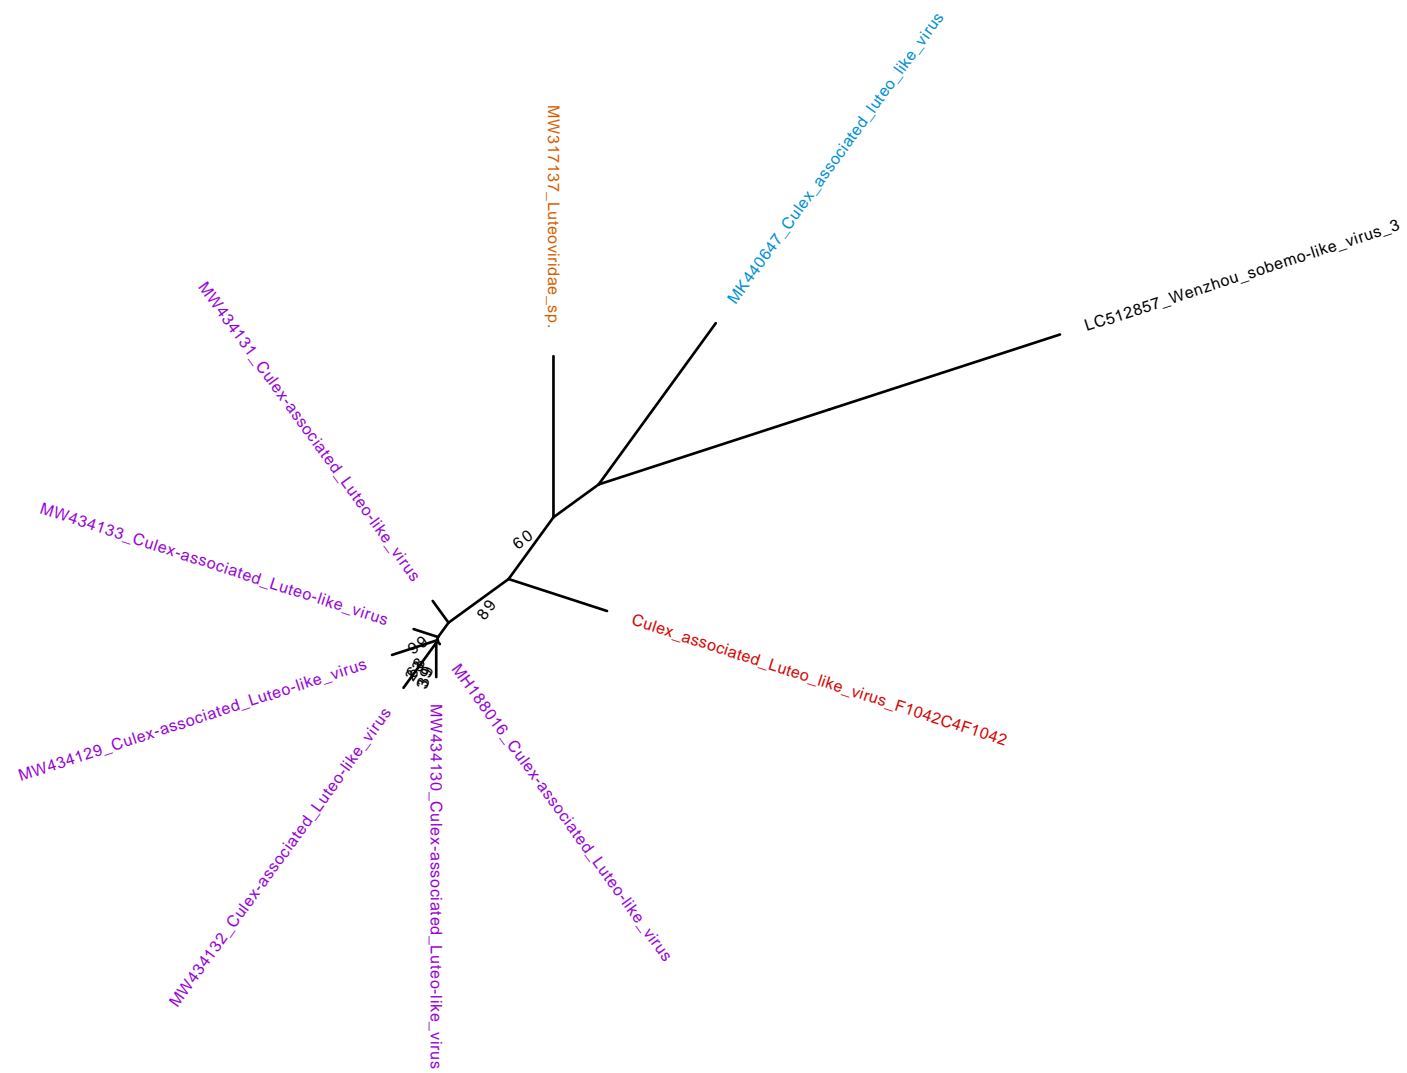 MK440647_Culex_associated_luteo_like_virus
MW317137_Luteoviridae_sp.
LC512857_Wenzhou_sobemo-like_virus_3
MW434131_Culex-associated_Luteo-like_virus
MW434133_Culex-associated_Luteo-like_virus
60
89
Culex_associated_Luteo_like_virus_F1042C4F1042
MW434129_Culex-associated_Luteo-like_virus
MH188016_Culex-associated_Luteo-like_virus
MW434132_Culex-associated_Luteo-like_virus
MW434130_Culex-associated_Luteo-like_virus